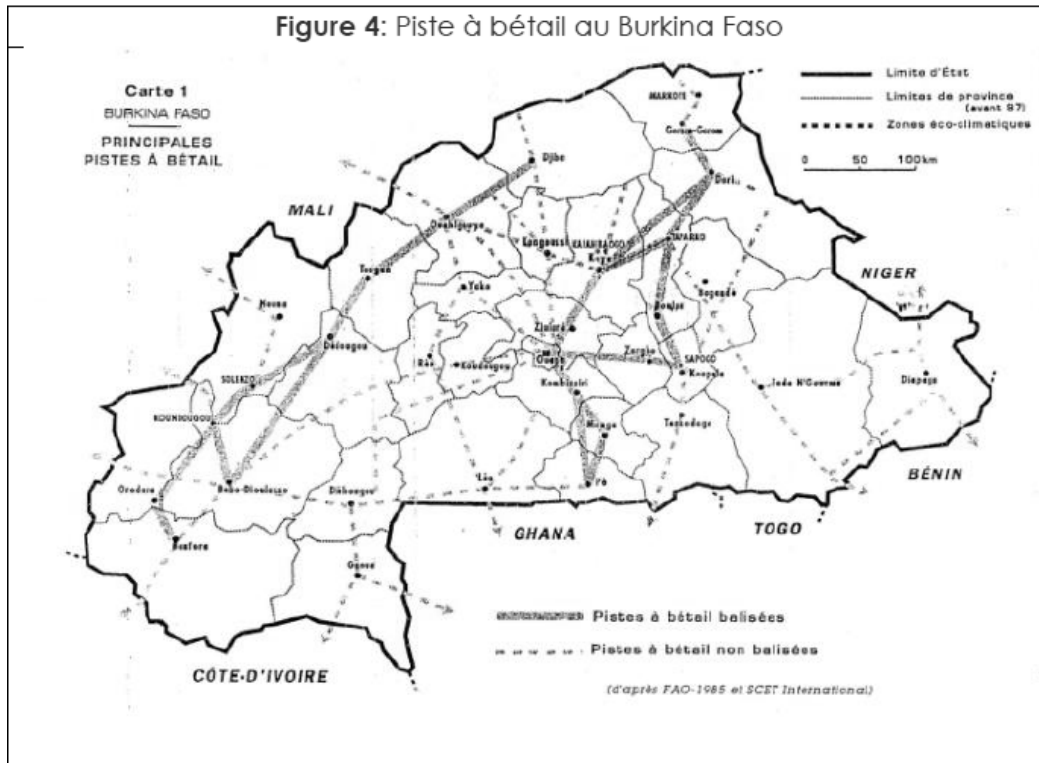 Figure 4: Piste à bétail au Burkina Faso
Carte 1
BURKINA FASO
PRINCIPALES
PISTES À BÉTAIL
Limite d'État
Limites de province
(avant 97)
Zones éco-climatiques
0 50 100km
MARKOYE
Gorom-Gorom
Djibo
Dori
MALI
Ouahigouya
TAPARKO
Kaya
NIGER
Tougan
Yako
Bogandé
Nouna
Boulsa
Ziniaré
Dédougou
Zorgho
SAPOGO
Ouaga
Koudougou
Koupéla
SOLENZO
Kombissiri
Diapaga
KOUNDOUGOU
Manga
Tenkodogo
BÉNIN
Orodara
Bobo-Dioulasso
Diébougou
Léo
Pô
GHANA
TOGO
Banfora
Gaoua
Pistes à bétail balisées
Pistes à bétail non balisées
CÔTE-D'IVOIRE
(d'après FAO-1985 et SCET International)